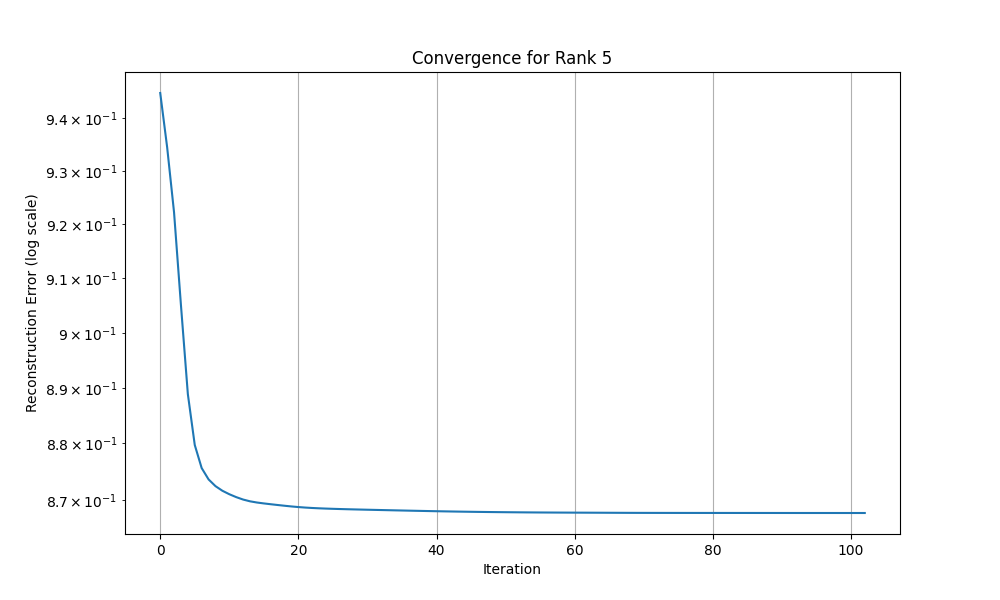 Convergence for Rank 5
Reconstruction Error (log scale)
9.4 × 10⁻¹
9.3 × 10⁻¹
9.2 × 10⁻¹
9.1 × 10⁻¹
9 × 10⁻¹
8.9 × 10⁻¹
8.8 × 10⁻¹
8.7 × 10⁻¹
0 20 40 60 80 100
Iteration